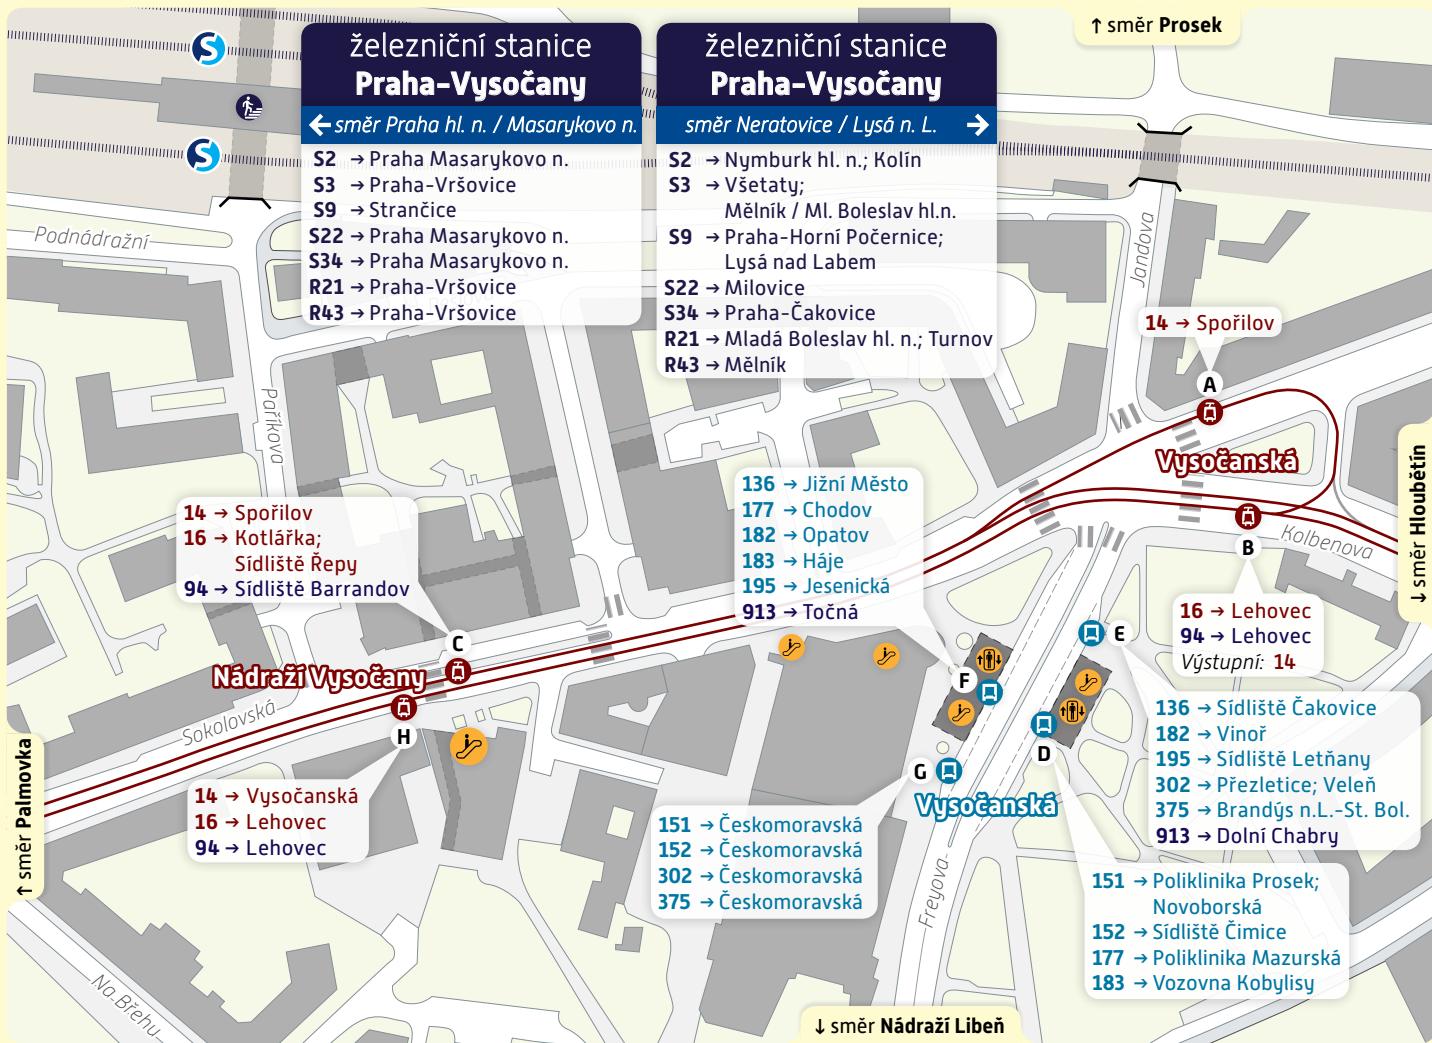 ↑ směr Prosek
železniční stanice
Praha-Vysočany
← směr Praha hl. n. / Masarykovo n.
S2 → Praha Masarykovo n.
S3 → Praha-Vršovice
S9 → Strančice
S22 → Praha Masarykovo n.
S34 → Praha Masarykovo n.
R21 → Praha-Vršovice
R43 → Praha-Vršovice
železniční stanice
Praha-Vysočany
směr Neratovice / Lysá n. L. →
S2 → Nymburk hl. n.; Kolín
S3 → Všetaty;
Mělník / Ml. Boleslav hl.n.
S9 → Praha-Horní Počernice;
Lysá nad Labem
S22 → Milovice
S34 → Praha-Čakovice
R21 → Mladá Boleslav hl. n.; Turnov
R43 → Mělník
S
S
Podnádražní
Jandova
Paříkova
14 → Spořilov
A
Vysočanská
↓ směr Hloubětín
Kolbenova
B
16 → Lehovec
94 → Lehovec
Výstupní: 14
14 → Spořilov
16 → Kotlářka;
Sídliště Řepy
94 → Sídliště Barrandov
C
Nádraží Vysočany
H
Sokolovská
14 → Vysočanská
16 → Lehovec
94 → Lehovec
↑ směr Palmovka
136 → Jižní Město
177 → Chodov
182 → Opatov
183 → Háje
195 → Jesenická
913 → Točná
F
E
136 → Sídliště Čakovice
182 → Vinoř
195 → Sídliště Letňany
302 → Přezletice; Veleň
375 → Brandýs n.L.-St. Bol.
913 → Dolní Chabry
D
G
Vysočanská
151 → Českomoravská
152 → Českomoravská
302 → Českomoravská
375 → Českomoravská
151 → Poliklinika Prosek;
Novoborská
152 → Sídliště Čimice
177 → Poliklinika Mazurská
183 → Vozovna Kobylisy
Freyova
Na Břehu
↓ směr Nádraží Libeň